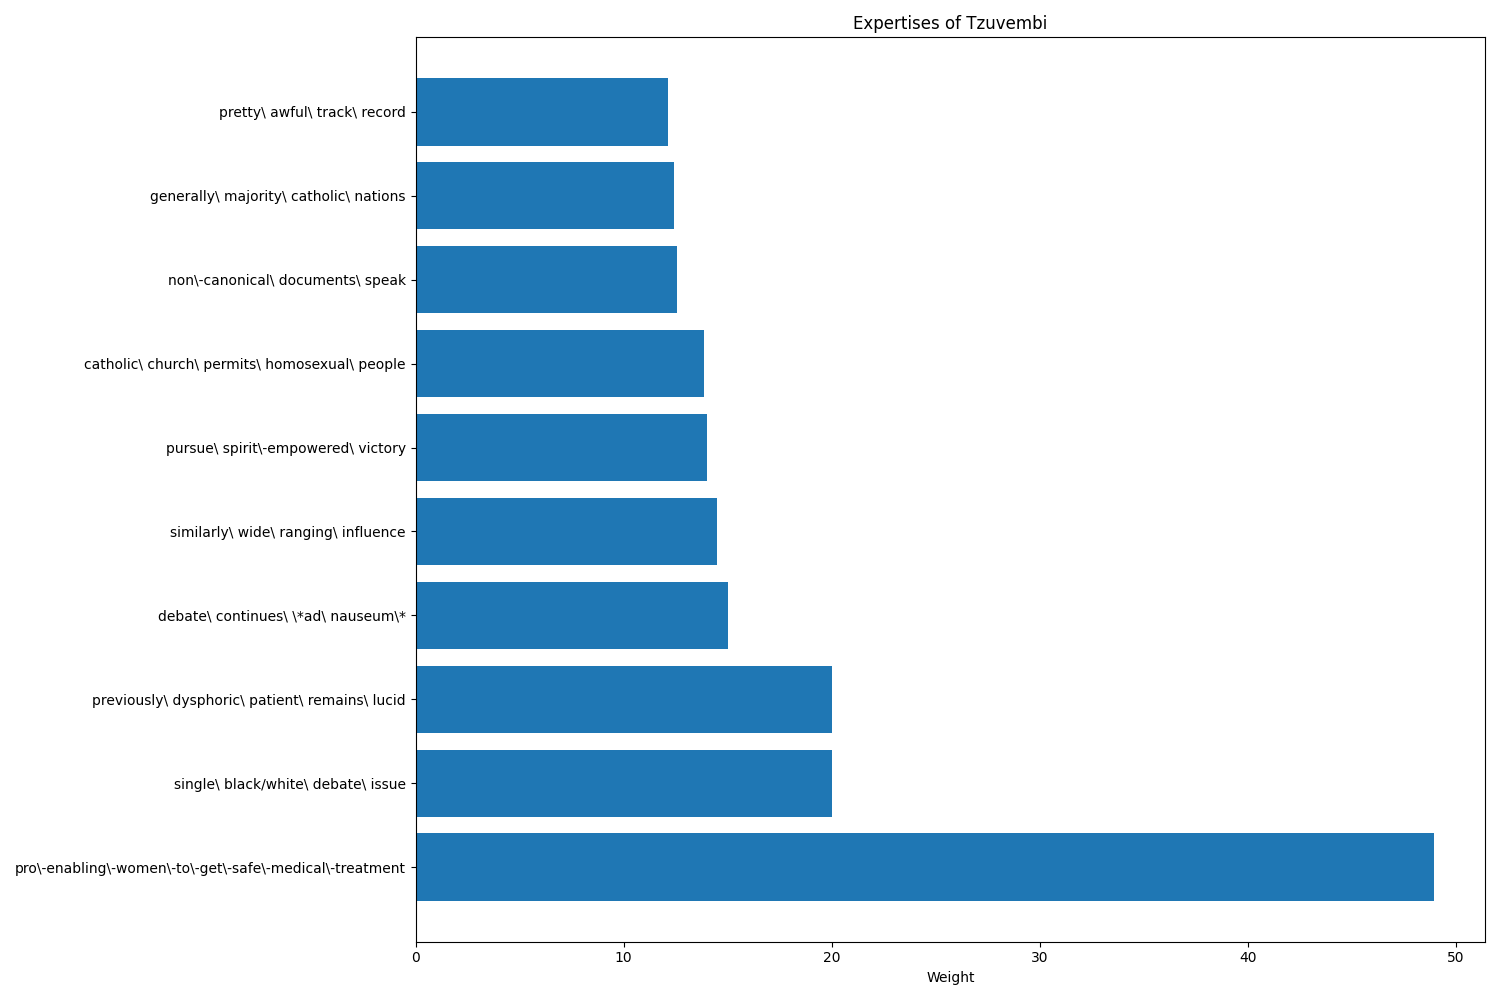 Expertises of Tzuvembi
pretty\ awful\ track\ record
generally\ majority\ catholic\ nations
non\-canonical\ documents\ speak
catholic\ church\ permits\ homosexual\ people
pursue\ spirit\-empowered\ victory
similarly\ wide\ ranging\ influence
debate\ continues\ \*ad\ nauseum\*
previously\ dysphoric\ patient\ remains\ lucid
single\ black/white\ debate\ issue
pro\-enabling\-women\-to\-get\-safe\-medical\-treatment
0 10 20 30 40 50
Weight